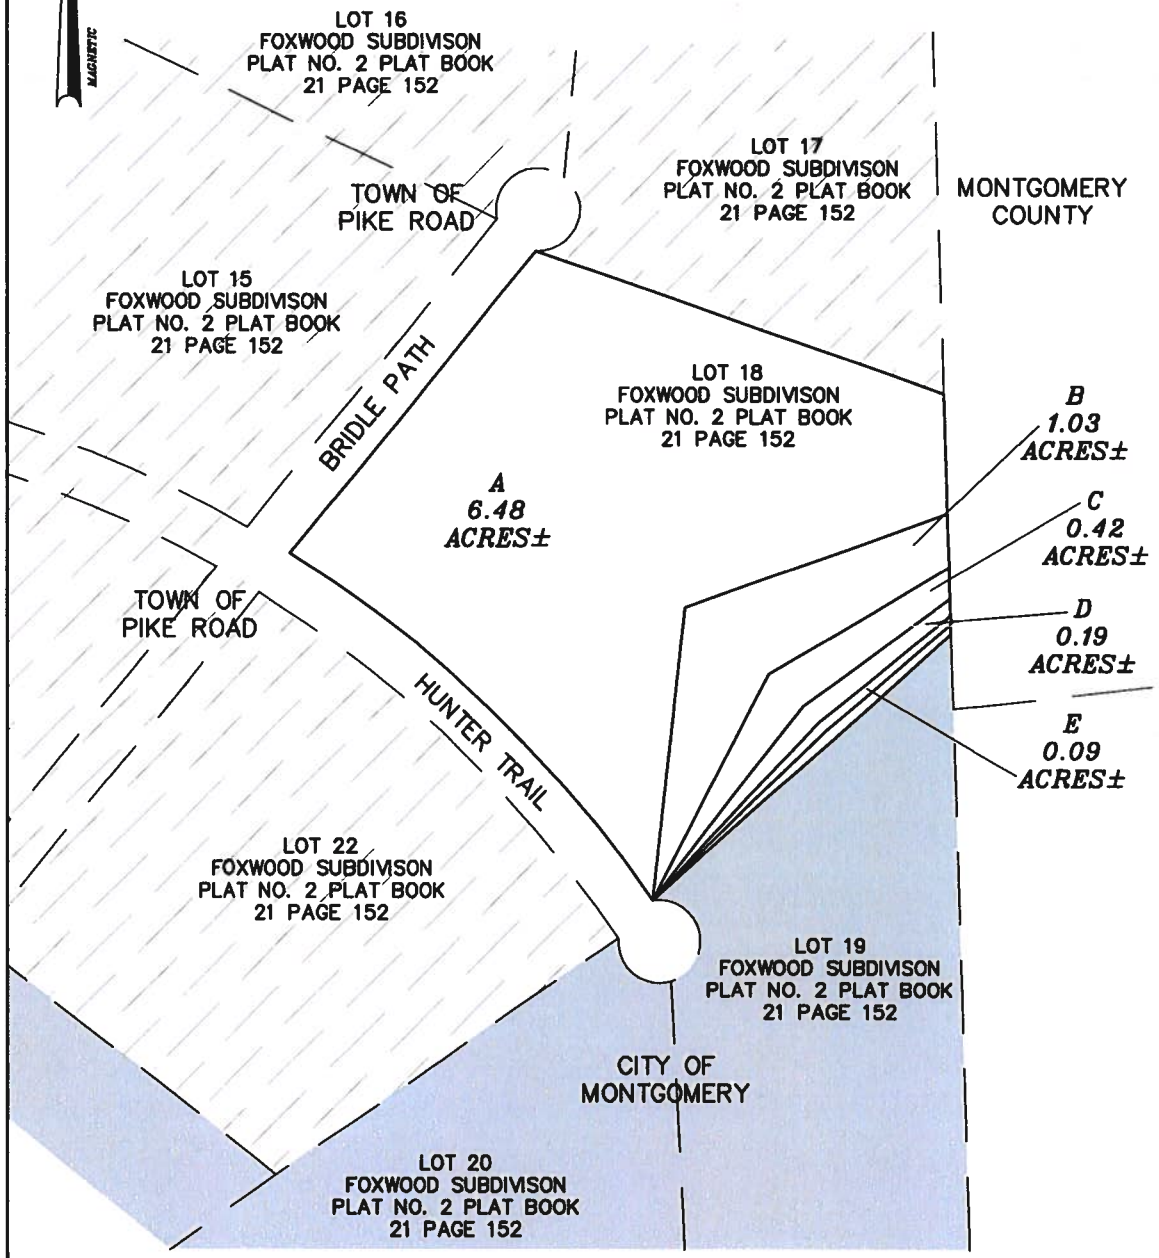 MAGNETIC
LOT 16
FOXWOOD SUBDIVISON
PLAT NO. 2 PLAT BOOK
21 PAGE 152
LOT 17
FOXWOOD SUBDIVISON
PLAT NO. 2 PLAT BOOK
21 PAGE 152
MONTGOMERY
COUNTY
TOWN OF
PIKE ROAD
LOT 15
FOXWOOD SUBDIVISON
PLAT NO. 2 PLAT BOOK
21 PAGE 152
BRIDLE PATH
LOT 18
FOXWOOD SUBDIVISON
PLAT NO. 2 PLAT BOOK
21 PAGE 152
B
1.03
ACRES±
A
6.48
ACRES±
C
0.42
ACRES±
TOWN OF
PIKE ROAD
D
0.19
ACRES±
HUNTER TRAIL
E
0.09
ACRES±
LOT 22
FOXWOOD SUBDIVISON
PLAT NO. 2 PLAT BOOK
21 PAGE 152
LOT 19
FOXWOOD SUBDIVISON
PLAT NO. 2 PLAT BOOK
21 PAGE 152
CITY OF
MONTGOMERY
LOT 20
FOXWOOD SUBDIVISON
PLAT NO. 2 PLAT BOOK
21 PAGE 152